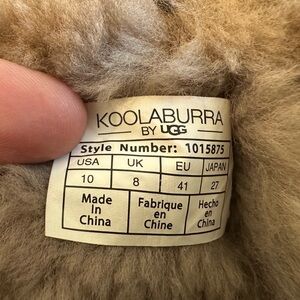 KOOLABURRA
BY UGG
Style Number: 1015875
USA UK EU JAPAN
10 8 41 27
Made Fabrique Hecho
In en en
China Chine China